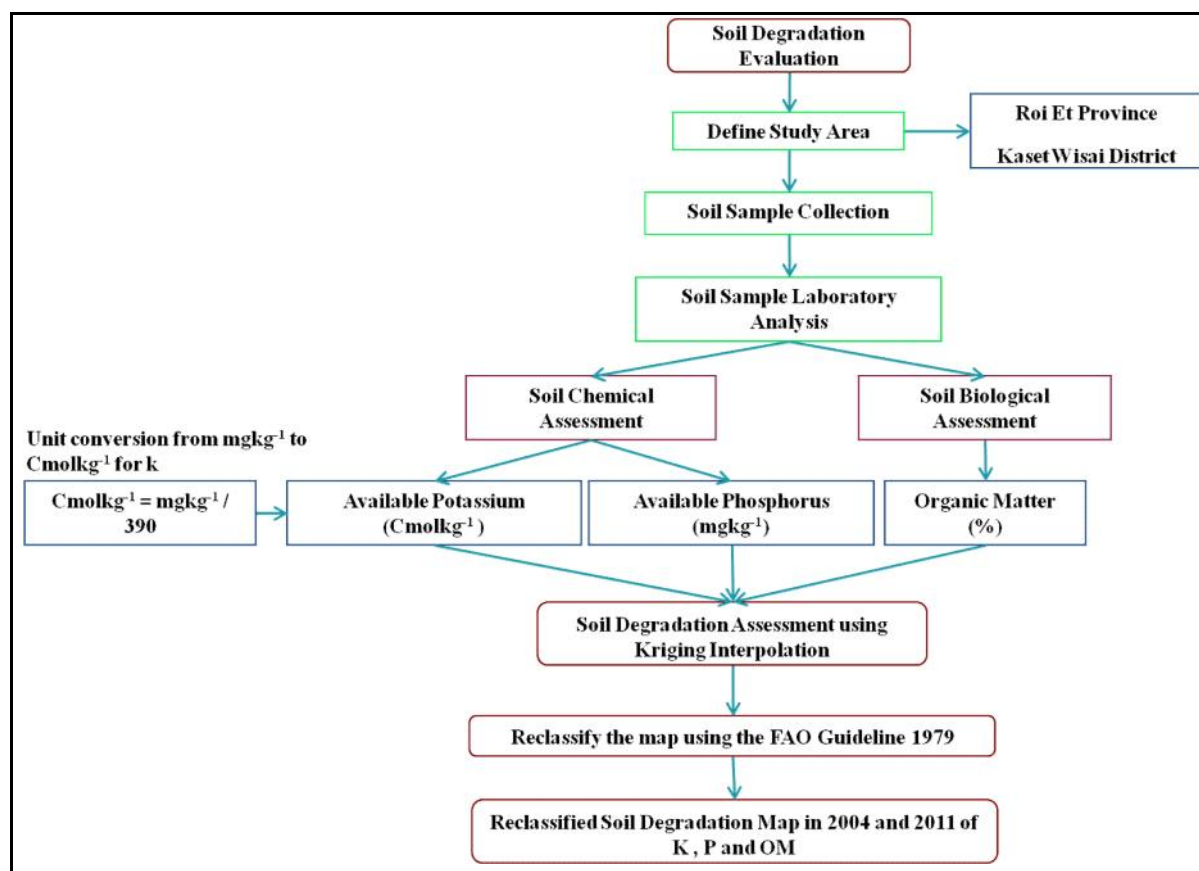 Soil Degradation
Evaluation
Define Study Area
Roi Et Province
Kaset Wisai District
Soil Sample Collection
Soil Sample Laboratory
Analysis
Soil Chemical
Assessment
Soil Biological
Assessment
Unit conversion from mgkg⁻¹ to
Cmolkg⁻¹ for k
Cmolkg⁻¹ = mgkg⁻¹ /
390
Available Potassium
(Cmolkg⁻¹ )
Available Phosphorus
(mgkg⁻¹)
Organic Matter
(%)
Soil Degradation Assessment using
Kriging Interpolation
Reclassify the map using the FAO Guideline 1979
Reclassified Soil Degradation Map in 2004 and 2011 of
K , P and OM